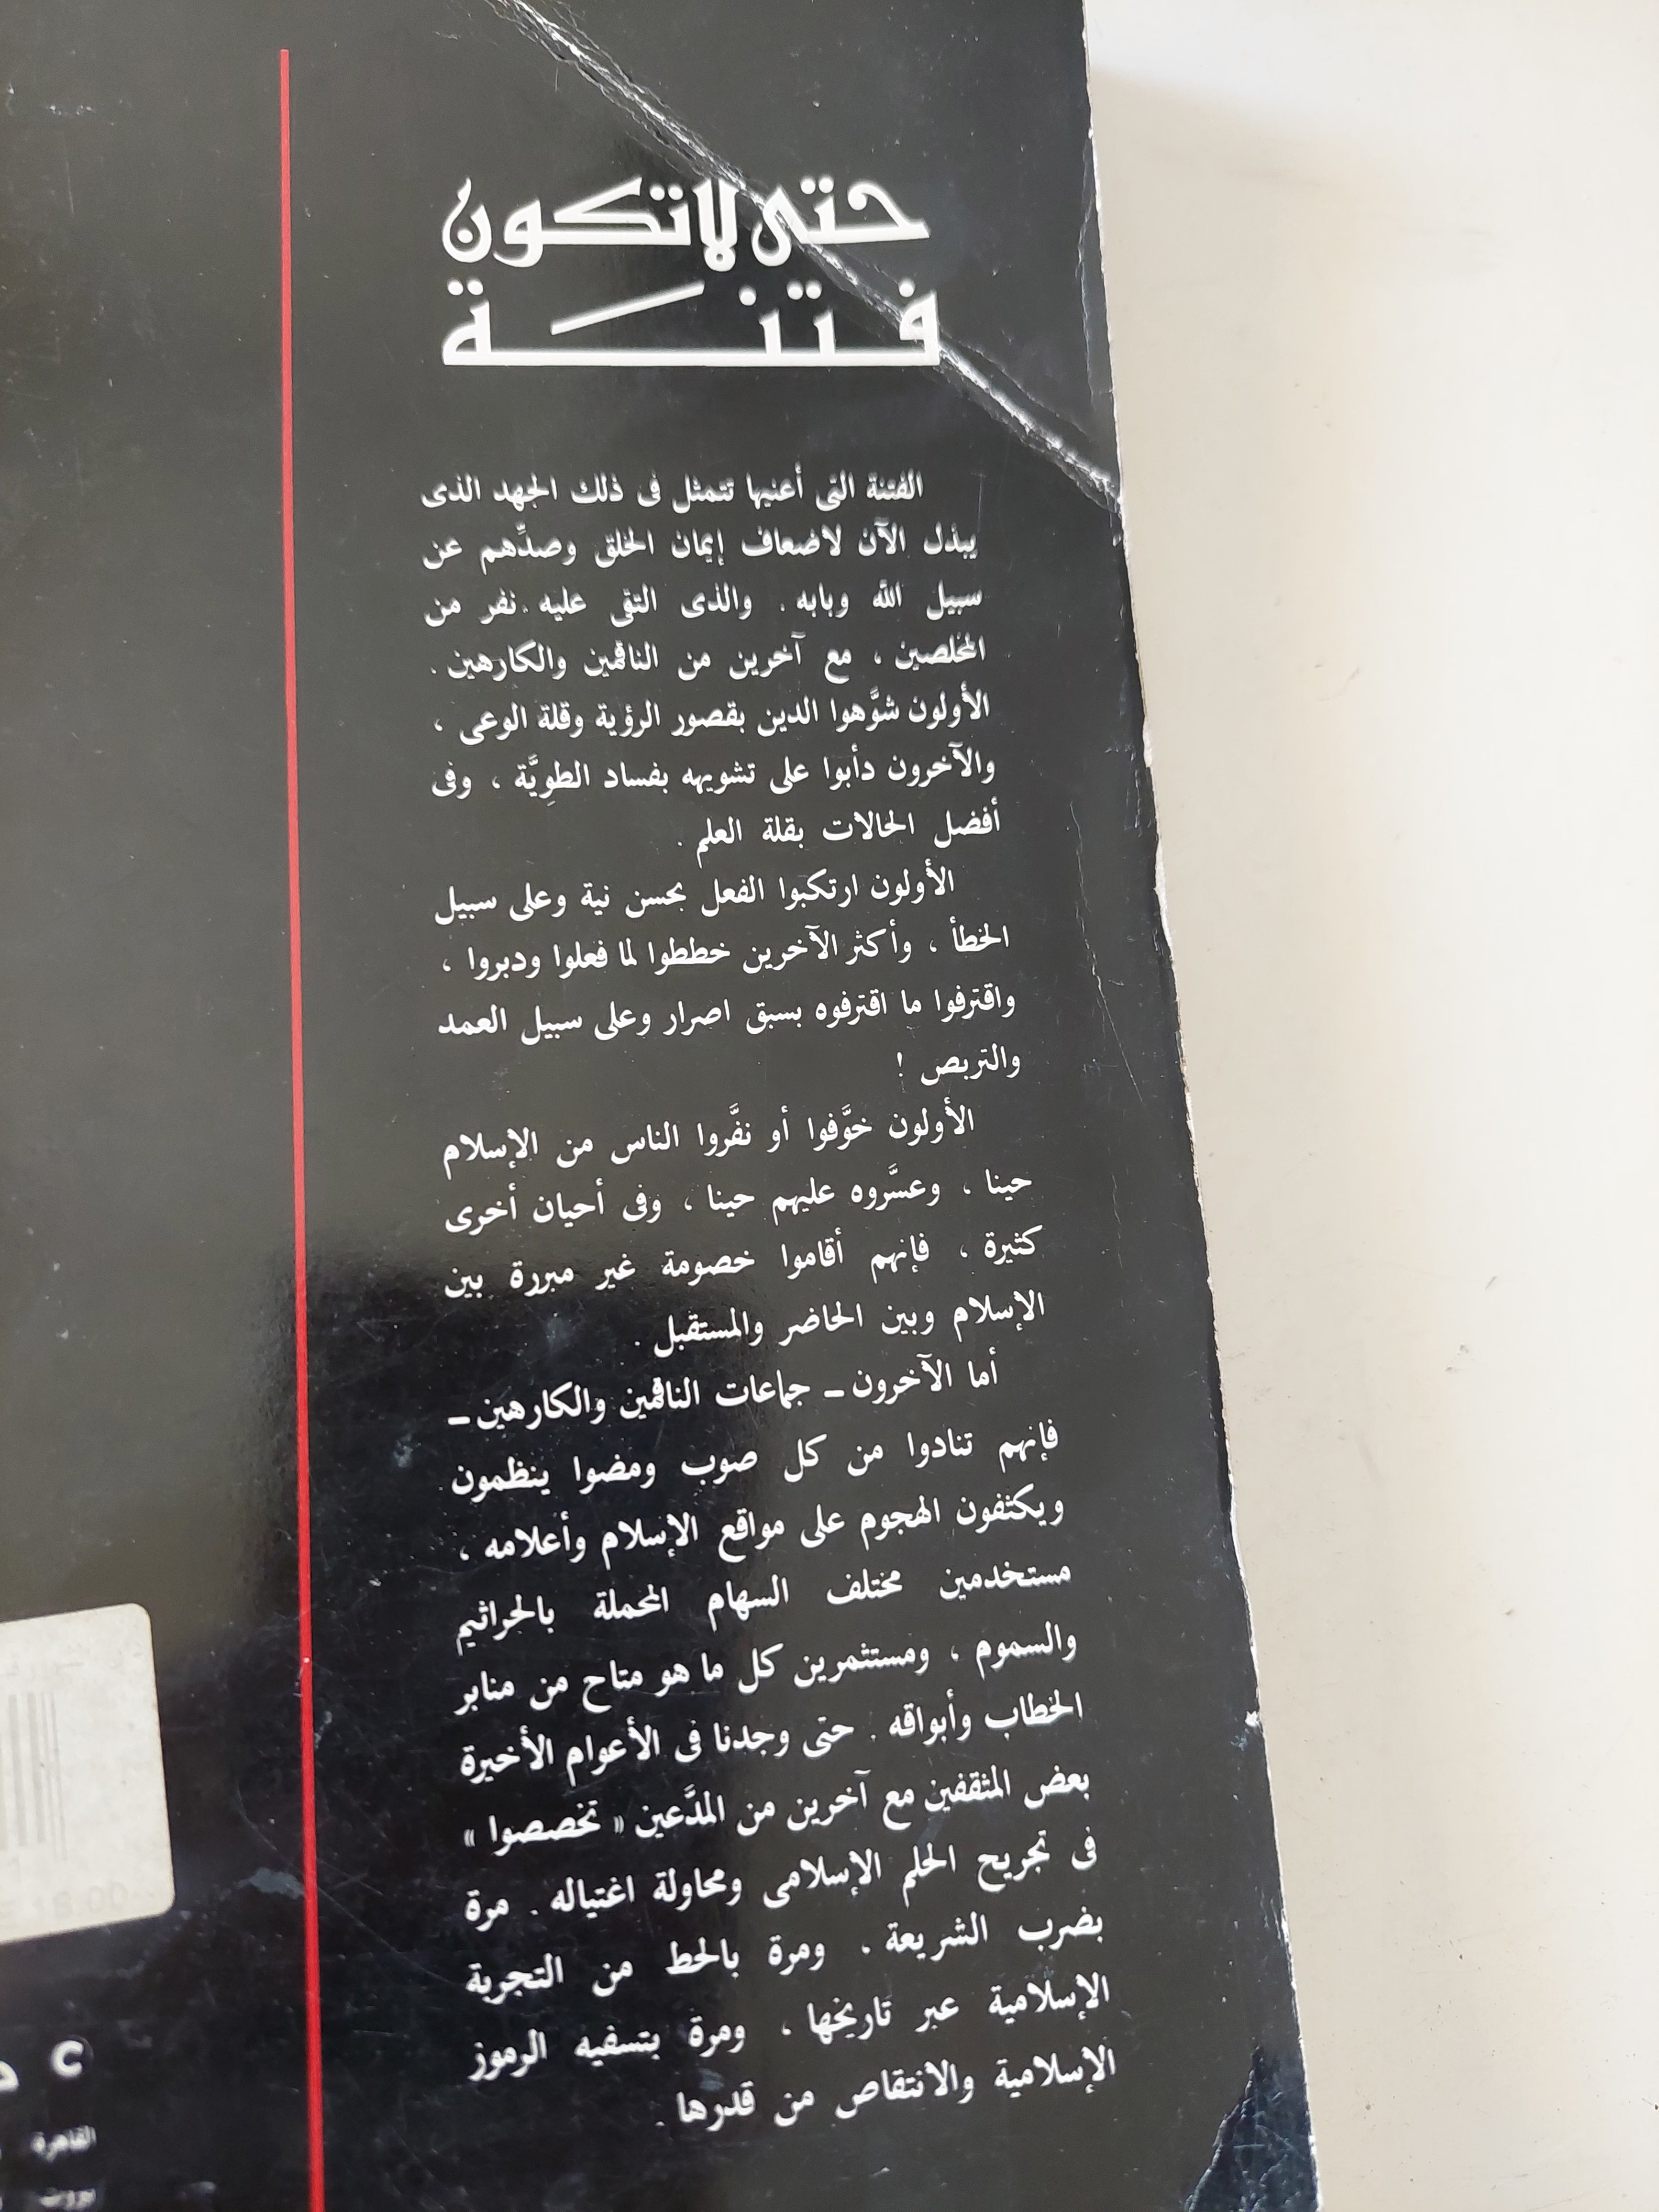 حتى لاتكون
فتنة
الفتنة التى أعنيها تتمثل فى ذلك الجهد الذى
يبذل الآن لاضعاف إيمان الخلق وصدِّهم عن
سبيل الله وبابه . والذى التقى عليه نفر من
المخلصين ، مع آخرين من الناقمين والكارهين .
الأولون شوَّهوا الدين بقصور الرؤية وقلة الوعى ،
والآخرون دأبوا على تشويهه بفساد الطوِيَّة ، وفى
أفضل الحالات بقلة العلم .
الأولون ارتكبوا الفعل بحسن نية وعلى سبيل
الخطأ ، وأكثر الآخرين خططوا لما فعلوا ودبروا ،
واقترفوا ما اقترفوه بسبق اصرار وعلى سبيل العمد
والتربص !
الأولون خوَّفوا أو نفَّروا الناس من الإسلام
حينا ، وعسَّروه عليهم حينا ، وفى أحيان أخرى
كثيرة ، فإنهم أقاموا خصومة غير مبررة بين
الإسلام وبين الحاضر والمستقبل .
أما الآخرون ـ جماعات الناقمين والكارهين ـ
فإنهم تنادوا من كل صوب ومضوا ينظمون
ويكثفون الهجوم على مواقع الإسلام وأعلامه ،
مستخدمين مختلف السهام المحملة بالجراثيم
والسموم ، ومستثمرين كل ما هو متاح من منابر
الخطاب وأبواقه . حتى وجدنا فى الأعوام الأخيرة
بعض المثقفين مع آخرين من المدَّعين « تخصصوا »
فى تجريح الحلم الإسلامى ومحاولة اغتياله . مرة
بضرب الشريعة ، ومرة بالحط من التجربة
الإسلامية عبر تاريخها ، ومرة بتسفيه الرموز
الإسلامية والانتقاص من قدرها .
القاهرة